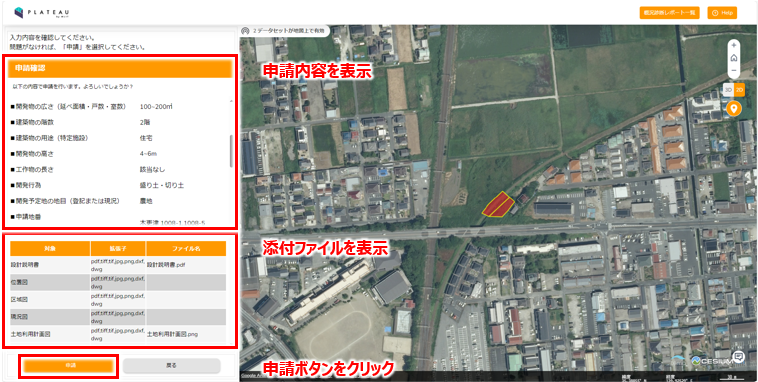 PLATEAU
by MLIT
概況診断レポート一覧
Help
入力内容を確認してください。
問題がなければ、「申請」を選択してください。
2 データセットが地図上で有効
申請確認
以下の内容で申請を行います。よろしいでしょうか？
■開発物の広さ（延べ面積・戸数・室数） 100~200㎡
■建築物の階数 2階
■建築物の用途（特定施設） 住宅
■開発物の高さ 4~6m
■工作物の長さ 該当なし
■開発行為 盛り土・切り土
■開発予定地の地目（登記または現況） 農地
■申請地番
木更津 1008-1,1008-5
対象 拡張子 ファイル名
設計説明書 pdf,tiff,tif,jpg,png,dxf,dwg 設計説明書.pdf
位置図 pdf,tiff,tif,jpg,png,dxf,dwg
区域図 pdf,tiff,tif,jpg,png,dxf,dwg
現況図 pdf,tiff,tif,jpg,png,dxf,dwg
土地利用計画図 pdf,tiff,tif,jpg,png,dxf,dwg 土地利用計画図.png
申請 戻る
申請内容を表示
添付ファイルを表示
申請ボタンをクリック
3D 2D
CESIUM
緯度
経度